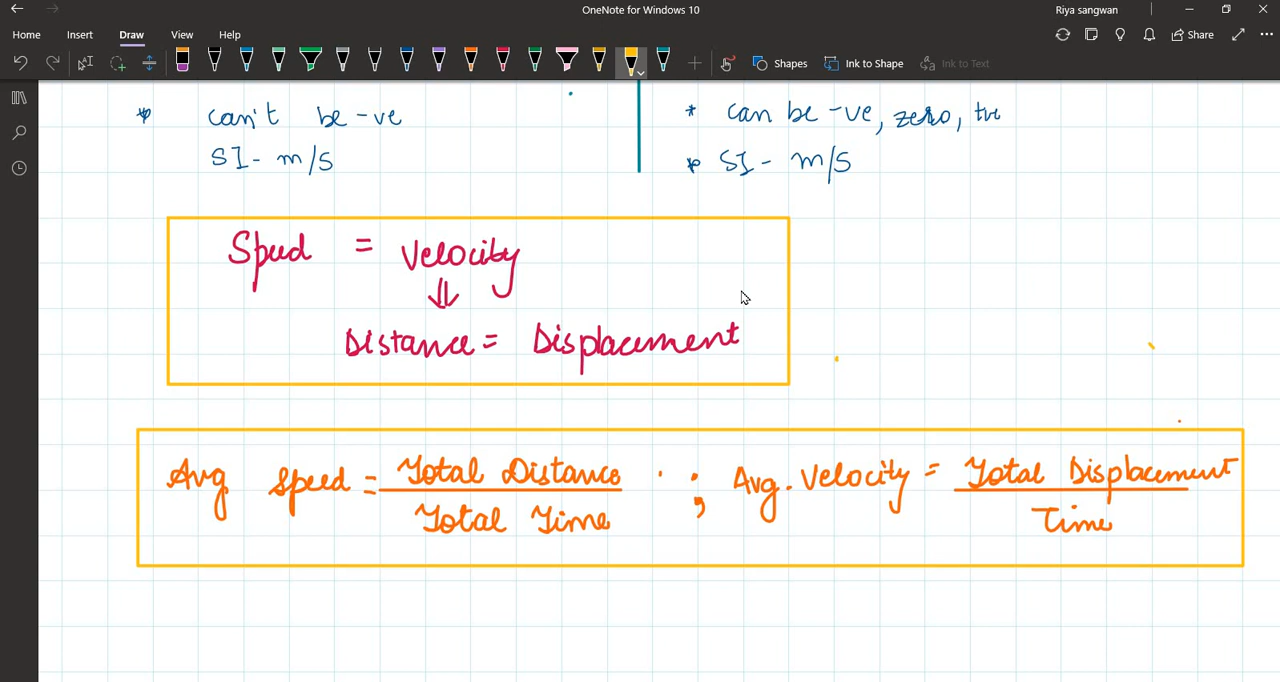 OneNote for Windows 10
Riya sangwan
Home Insert Draw View Help
Share
Shapes Ink to Shape Ink to Text
* can't be -ve
SI - m/s
* can be -ve, zero, +ve
* SI - m/s
Speed = Velocity
⇓
Distance = Displacement
Avg Speed = Total Distance / Total Time ; Avg. Velocity = Total Displacement / Time